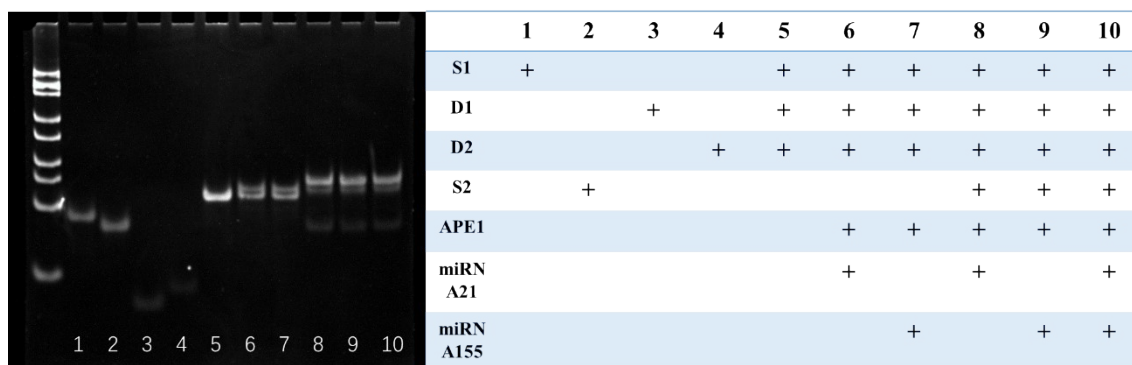 1 2 3 4 5 6 7 8 9 10
1 2 3 4 5 6 7 8 9 10
S1 + + + + + + +
D1 + + + + + + +
D2 + + + + + + +
S2 + + + +
APE1 + + + + +
miRN
A21 + + +
miRN
A155 + + +